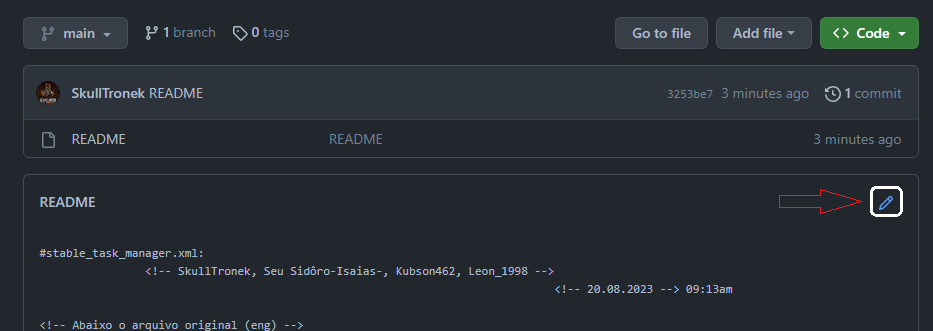 main 1 branch 0 tags Go to file Add file <> Code
SkullTronek README 3253be7 3 minutes ago 1 commit
README README 3 minutes ago
README
#stable_task_manager.xml:
<!-- SkullTronek, Seu Sidôro-Isaias-, Kubson462, Leon_1998 -->
<!-- 20.08.2023 --> 09:13am
<!-- Abaixo o arquivo original (eng) -->